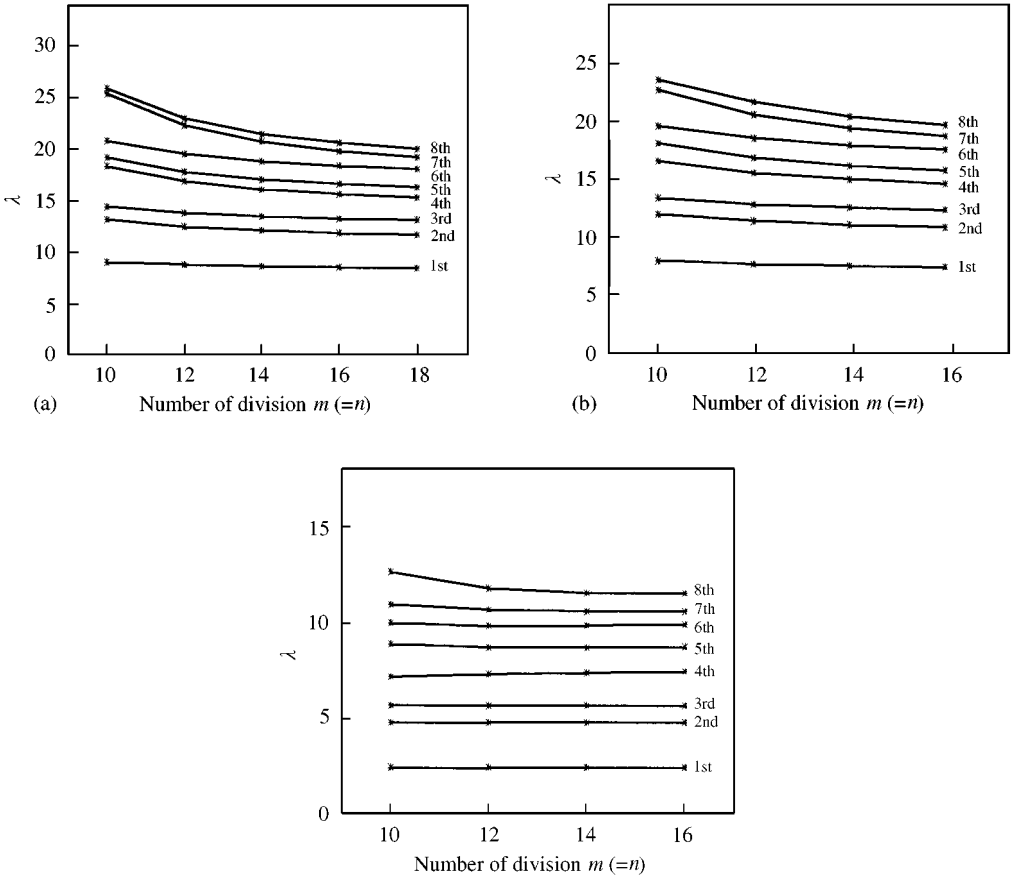 30
25
20
15
10
5
0
λ
8th
7th
6th
5th
4th
3rd
2nd
1st
10 12 14 16 18
(a) Number of division m (=n)
25
20
15
10
5
0
λ
8th
7th
6th
5th
4th
3rd
2nd
1st
10 12 14 16
(b) Number of division m (=n)
15
10
5
0
λ
8th
7th
6th
5th
4th
3rd
2nd
1st
10 12 14 16
Number of division m (=n)